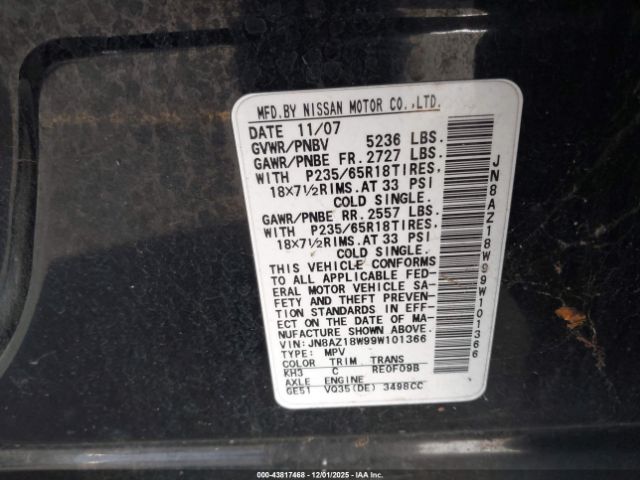 MFD.BY NISSAN MOTOR CO.,LTD.
DATE 11/07
GVWR/PNBV 5236 LBS.
GAWR/PNBE FR. 2727 LBS.
WITH P235/65R18TIRES,
18×7½RIMS.AT 33 PSI
COLD SINGLE.
GAWR/PNBE RR. 2557 LBS.
WITH P235/65R18TIRES,
18×7½RIMS.AT 33 PSI
COLD SINGLE.
THIS VEHICLE CONFORMS
TO ALL APPLICABLE FED-
ERAL MOTOR VEHICLE SA-
FETY AND THEFT PREVEN-
TION STANDARDS IN EFF-
ECT ON THE DATE OF MA-
NUFACTURE SHOWN ABOVE.
VIN: JN8AZ18W99W101366
TYPE: MPV
COLOR TRIM TRANS
KH3 C RE0F09B
AXLE ENGINE
GE51 VQ35(DE) 3498CC
JN8AZ18W99W101366
000-43817468 • 12/01/2025 - IAA Inc.